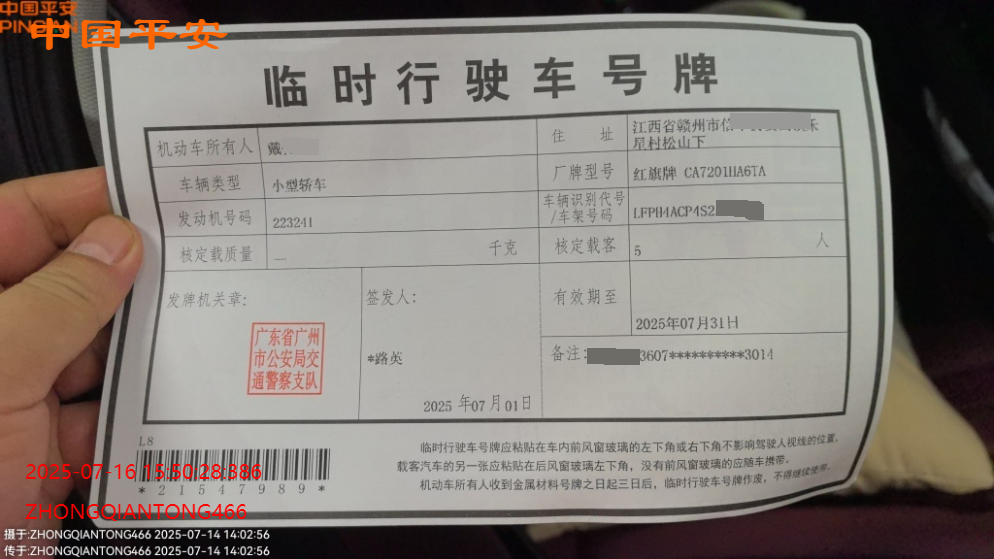 中国平安
PINGAN
中国平安
临时行驶车号牌
机动车所有人 戴
住 址 江西省赣州市信
星村松山下
车辆类型 小型轿车
厂牌型号 红旗牌 CA7201HA6TA
发动机号码 223241
车辆识别代号
/车架号码 LFPH4ACP4S2
核定载质量 — 千克
核定载客 5 人
发牌机关章:
广东省广州
市公安局交
通警察支队
签发人:
*路英
2025 年07 月01日
有效期至
2025年07月31日
备注: 3607**********3014
L8
*21547989*
临时行驶车号牌应粘贴在车内前风窗玻璃的左下角或右下角不影响驾驶人视线的位置,
载客汽车的另一张应粘贴在后风窗玻璃左下角,没有前风窗玻璃的应随车携带。
机动车所有人收到金属材料号牌之日起三日后,临时行驶车号牌作废,不得继续使用。
2025-07-16 15:50:28:386
ZHONGQIANTONG466
摄于:ZHONGQIANTONG466 2025-07-14 14:02:56
传于:ZHONGQIANTONG466 2025-07-14 14:02:56